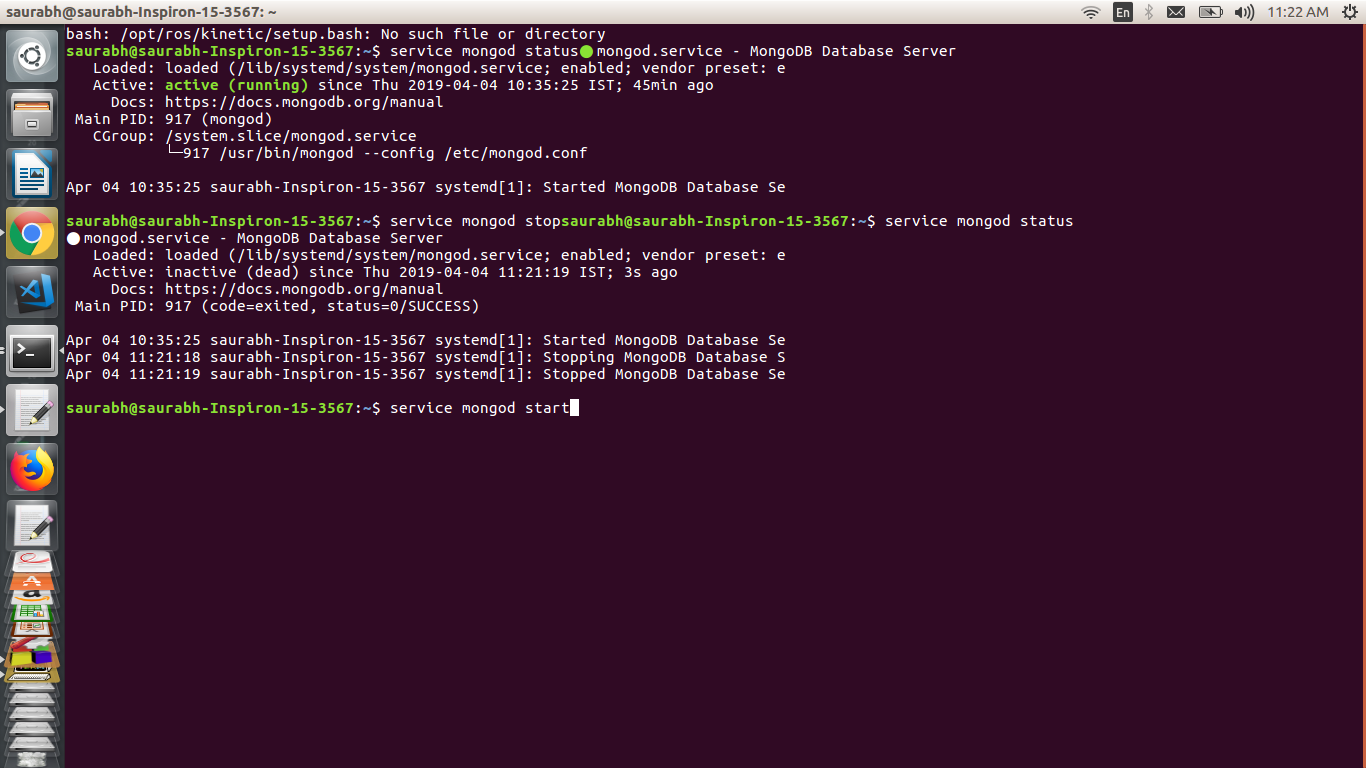 saurabh@saurabh-Inspiron-15-3567: ~
En
11:22 AM
bash: /opt/ros/kinetic/setup.bash: No such file or directory
saurabh@saurabh-Inspiron-15-3567:~$ service mongod status●mongod.service - MongoDB Database Server
   Loaded: loaded (/lib/systemd/system/mongod.service; enabled; vendor preset: e
   Active: active (running) since Thu 2019-04-04 10:35:25 IST; 45min ago
     Docs: https://docs.mongodb.org/manual
 Main PID: 917 (mongod)
   CGroup: /system.slice/mongod.service
           └─917 /usr/bin/mongod --config /etc/mongod.conf
Apr 04 10:35:25 saurabh-Inspiron-15-3567 systemd[1]: Started MongoDB Database Se
saurabh@saurabh-Inspiron-15-3567:~$ service mongod stopsaurabh@saurabh-Inspiron-15-3567:~$ service mongod status
●mongod.service - MongoDB Database Server
   Loaded: loaded (/lib/systemd/system/mongod.service; enabled; vendor preset: e
   Active: inactive (dead) since Thu 2019-04-04 11:21:19 IST; 3s ago
     Docs: https://docs.mongodb.org/manual
 Main PID: 917 (code=exited, status=0/SUCCESS)
Apr 04 10:35:25 saurabh-Inspiron-15-3567 systemd[1]: Started MongoDB Database Se
Apr 04 11:21:18 saurabh-Inspiron-15-3567 systemd[1]: Stopping MongoDB Database S
Apr 04 11:21:19 saurabh-Inspiron-15-3567 systemd[1]: Stopped MongoDB Database Se
saurabh@saurabh-Inspiron-15-3567:~$ service mongod start